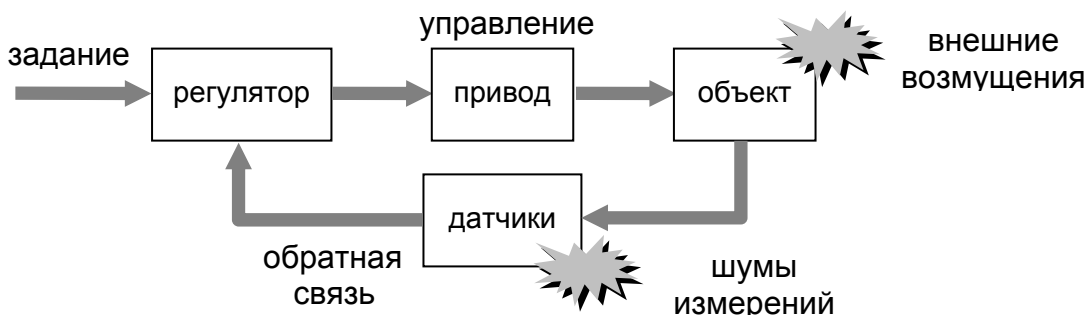 управление
задание
внешние
возмущения
регулятор
привод
объект
датчики
обратная
связь
шумы
измерений